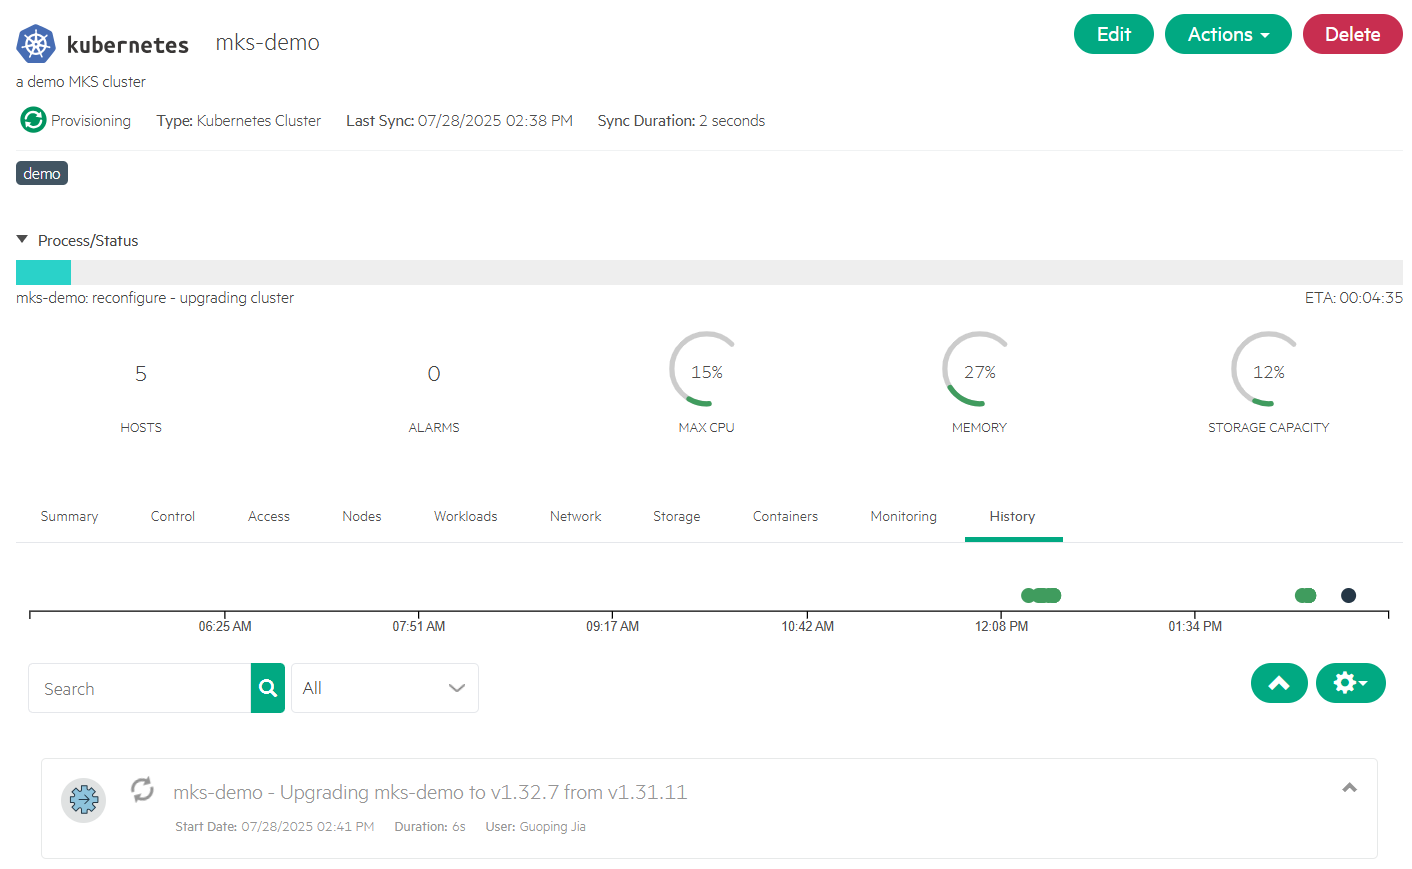 kubernetes mks-demo Edit Actions Delete
a demo MKS cluster
Provisioning Type: Kubernetes Cluster Last Sync: 07/28/2025 02:38 PM Sync Duration: 2 seconds
demo
Process/Status
mks-demo: reconfigure - upgrading cluster ETA: 00:04:35
5 0 15% 27% 12%
HOSTS ALARMS MAX CPU MEMORY STORAGE CAPACITY
Summary Control Access Nodes Workloads Network Storage Containers Monitoring History
06:25 AM 07:51 AM 09:17 AM 10:42 AM 12:08 PM 01:34 PM
Search All
mks-demo - Upgrading mks-demo to v1.32.7 from v1.31.11
Start Date: 07/28/2025 02:41 PM Duration: 6s User: Guoping Jia